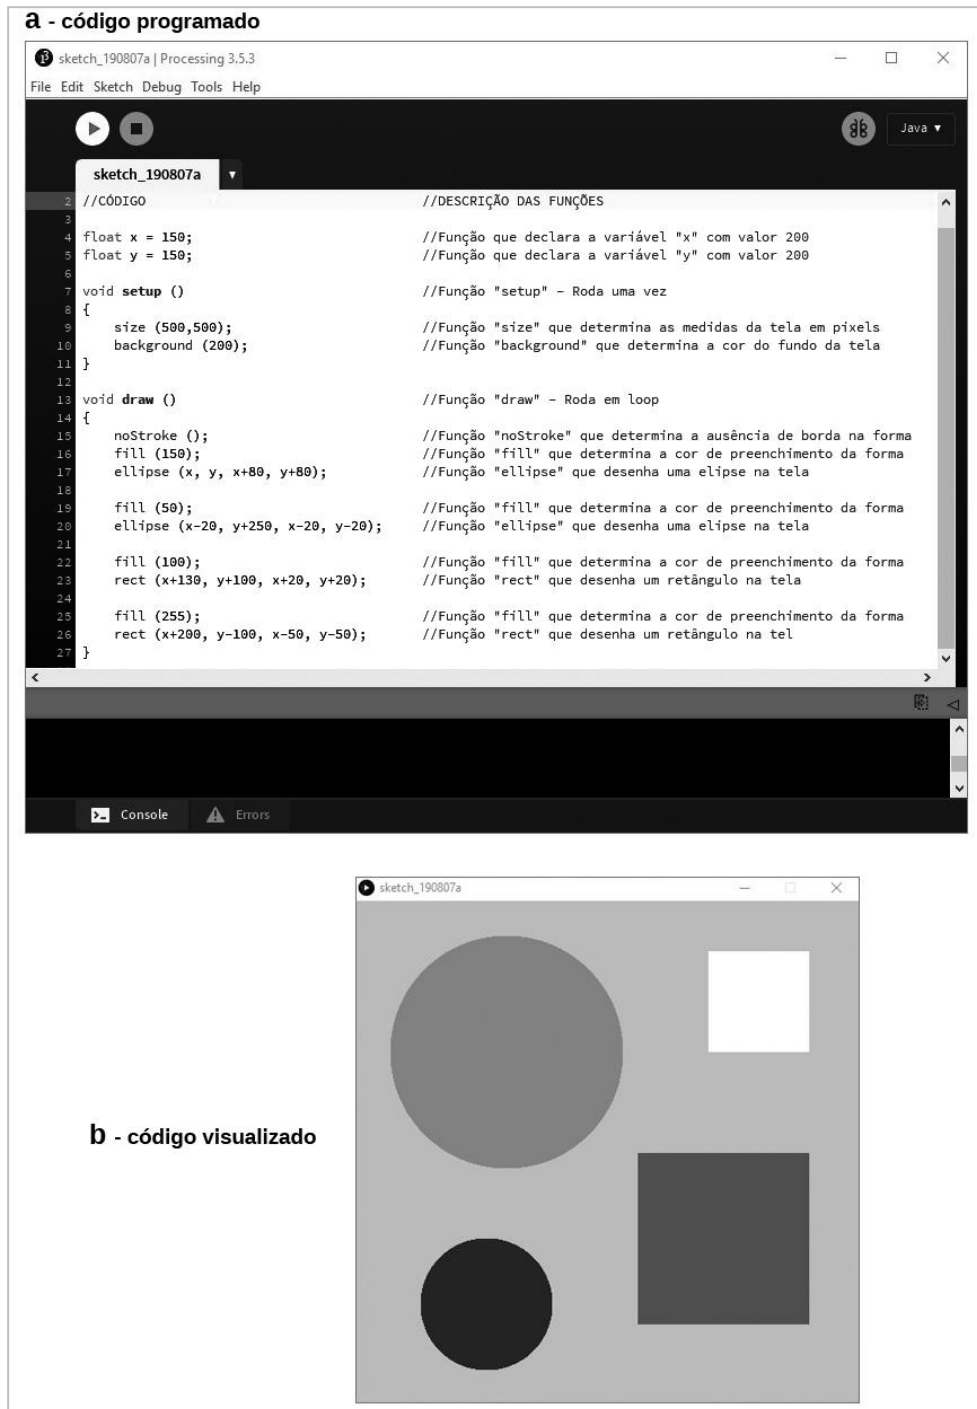 a - código programado
sketch_190807a | Processing 3.5.3
File Edit Sketch Debug Tools Help
Java ▾
sketch_190807a ▾
2 //CÓDIGO //DESCRIÇÃO DAS FUNÇÕES
3
4 float x = 150; //Função que declara a variável "x" com valor 200
5 float y = 150; //Função que declara a variável "y" com valor 200
6
7 void setup () //Função "setup" – Roda uma vez
8 {
9 size (500,500); //Função "size" que determina as medidas da tela em pixels
10 background (200); //Função "background" que determina a cor do fundo da tela
11 }
12
13 void draw () //Função "draw" – Roda em loop
14 {
15 noStroke (); //Função "noStroke" que determina a ausência de borda na forma
16 fill (150); //Função "fill" que determina a cor de preenchimento da forma
17 ellipse (x, y, x+80, y+80); //Função "ellipse" que desenha uma elipse na tela
18
19 fill (50); //Função "fill" que determina a cor de preenchimento da forma
20 ellipse (x-20, y+250, x-20, y-20); //Função "ellipse" que desenha uma elipse na tela
21
22 fill (100); //Função "fill" que determina a cor de preenchimento da forma
23 rect (x+130, y+100, x+20, y+20); //Função "rect" que desenha um retângulo na tela
24
25 fill (255); //Função "fill" que determina a cor de preenchimento da forma
26 rect (x+200, y-100, x-50, y-50); //Função "rect" que desenha um retângulo na tel
27 }
Console Errors
sketch_190807a
b - código visualizado